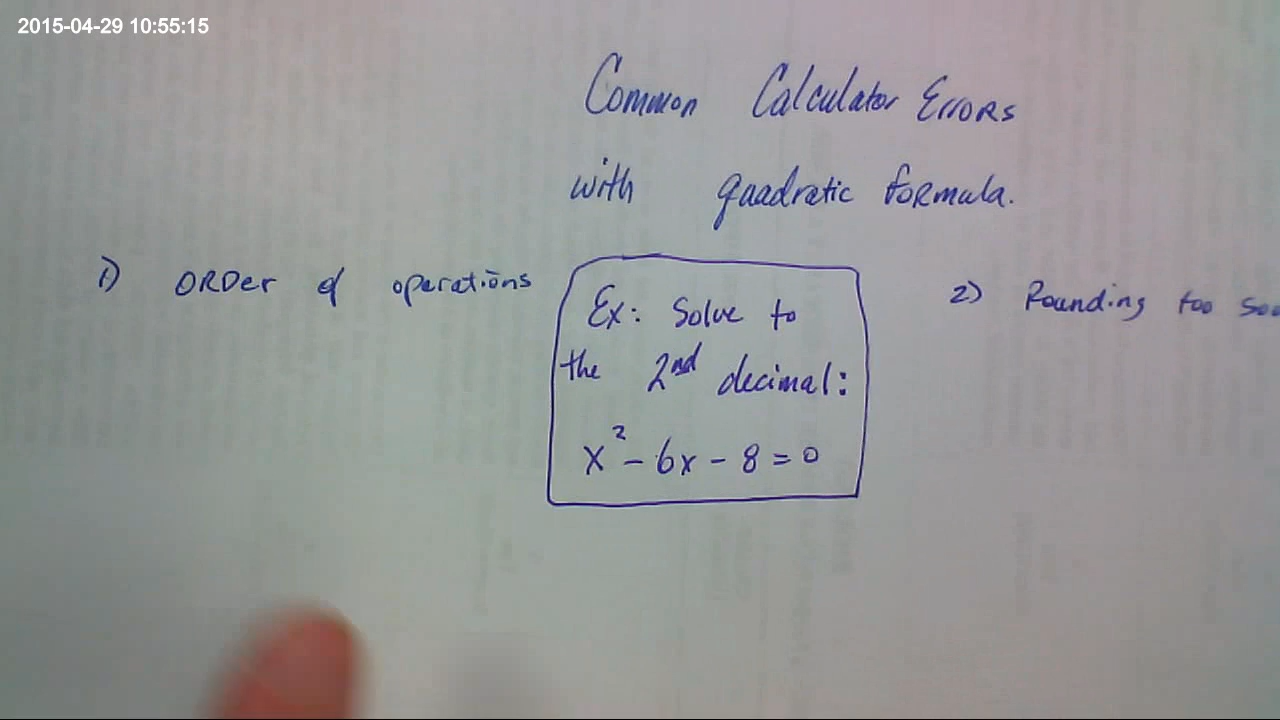 2015-04-29 10:55:15
Common Calculator Errors
with quadratic formula.
1) ORDer of operations
Ex: Solve to
the 2nd decimal:
x² - 6x - 8 = 0
2) Rounding too